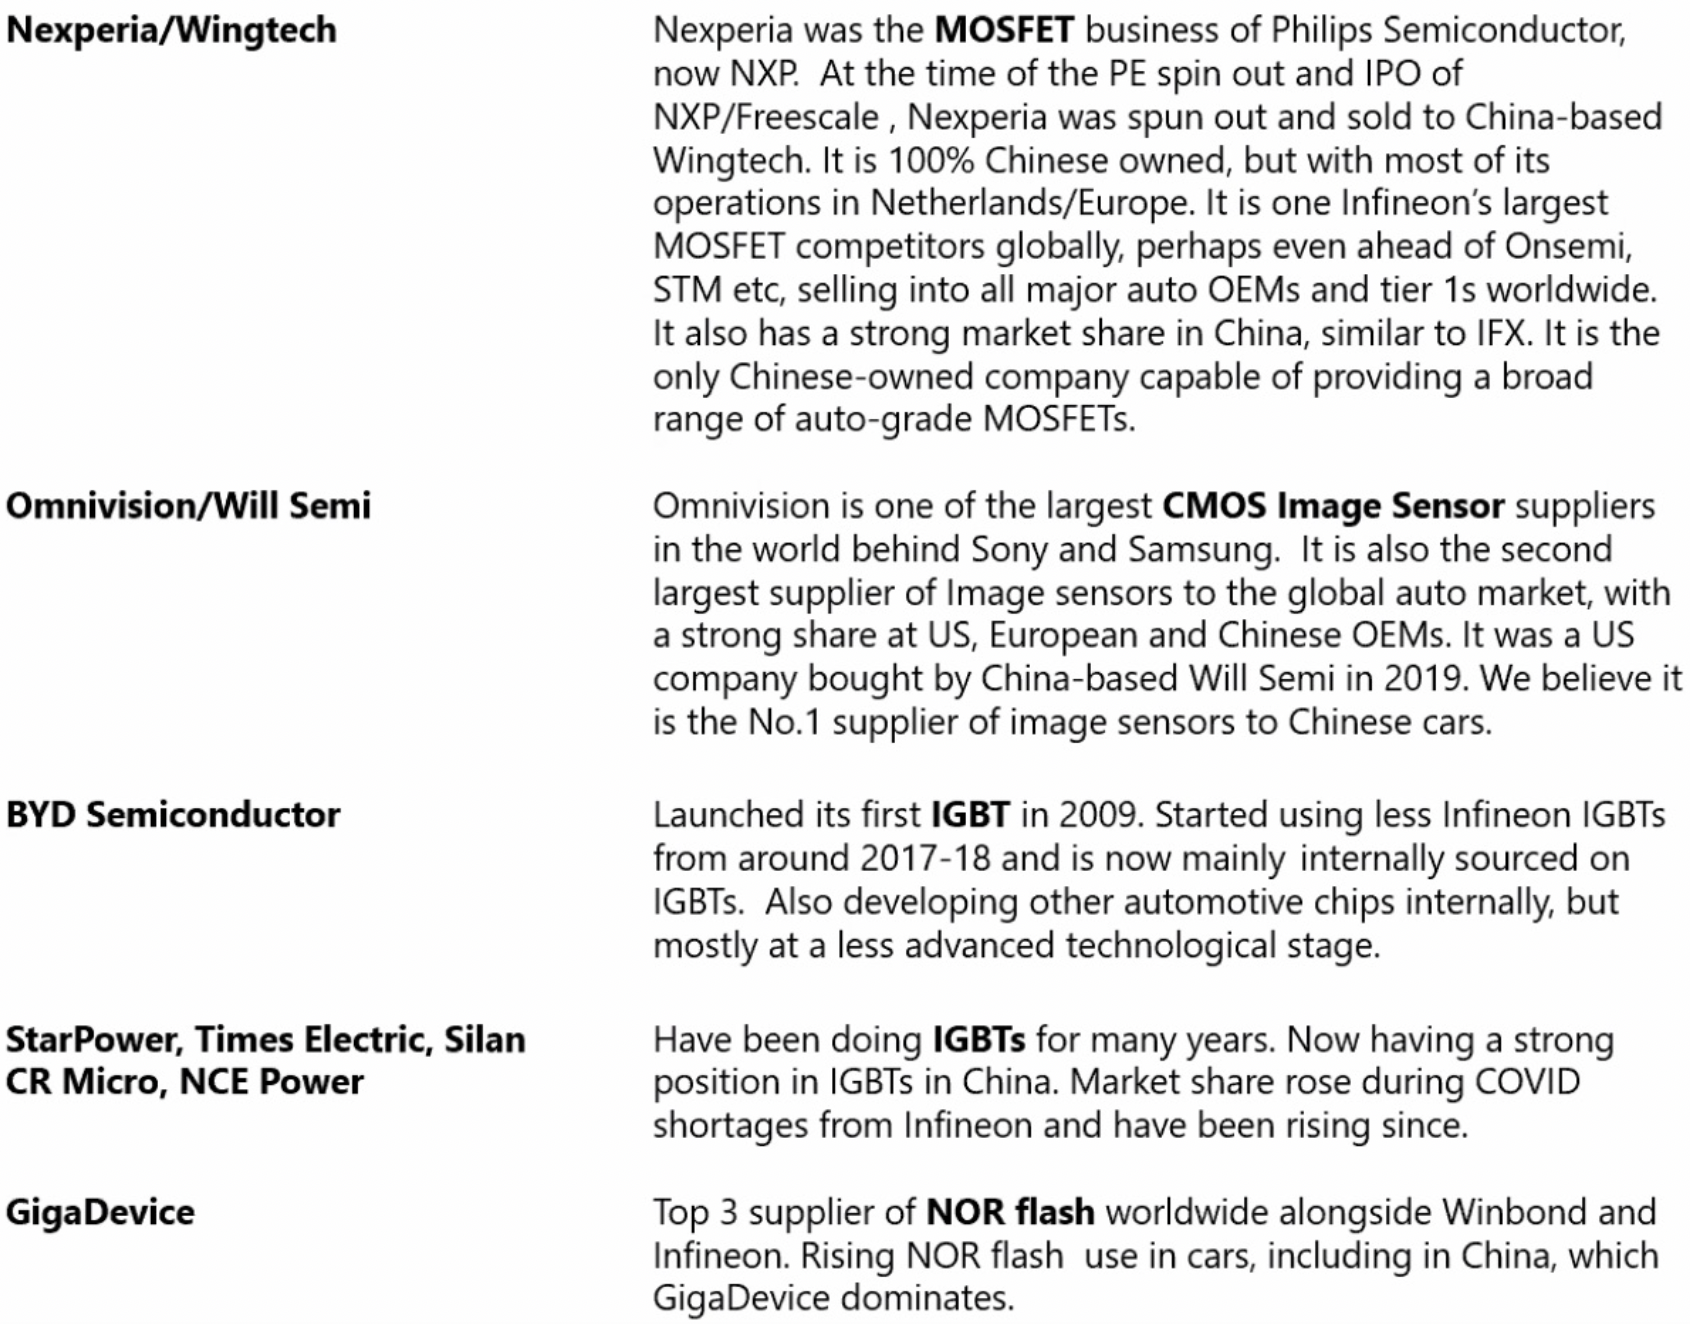 Nexperia/Wingtech
Nexperia was the MOSFET business of Philips Semiconductor,
now NXP.  At the time of the PE spin out and IPO of
NXP/Freescale , Nexperia was spun out and sold to China-based
Wingtech. It is 100% Chinese owned, but with most of its
operations in Netherlands/Europe. It is one Infineon’s largest
MOSFET competitors globally, perhaps even ahead of Onsemi,
STM etc, selling into all major auto OEMs and tier 1s worldwide.
It also has a strong market share in China, similar to IFX. It is the
only Chinese-owned company capable of providing a broad
range of auto-grade MOSFETs.
Omnivision/Will Semi
Omnivision is one of the largest CMOS Image Sensor suppliers
in the world behind Sony and Samsung.  It is also the second
largest supplier of Image sensors to the global auto market, with
a strong share at US, European and Chinese OEMs. It was a US
company bought by China-based Will Semi in 2019. We believe it
is the No.1 supplier of image sensors to Chinese cars.
BYD Semiconductor
Launched its first IGBT in 2009. Started using less Infineon IGBTs
from around 2017-18 and is now mainly internally sourced on
IGBTs.  Also developing other automotive chips internally, but
mostly at a less advanced technological stage.
StarPower, Times Electric, Silan
CR Micro, NCE Power
Have been doing IGBTs for many years. Now having a strong
position in IGBTs in China. Market share rose during COVID
shortages from Infineon and have been rising since.
GigaDevice
Top 3 supplier of NOR flash worldwide alongside Winbond and
Infineon. Rising NOR flash  use in cars, including in China, which
GigaDevice dominates.